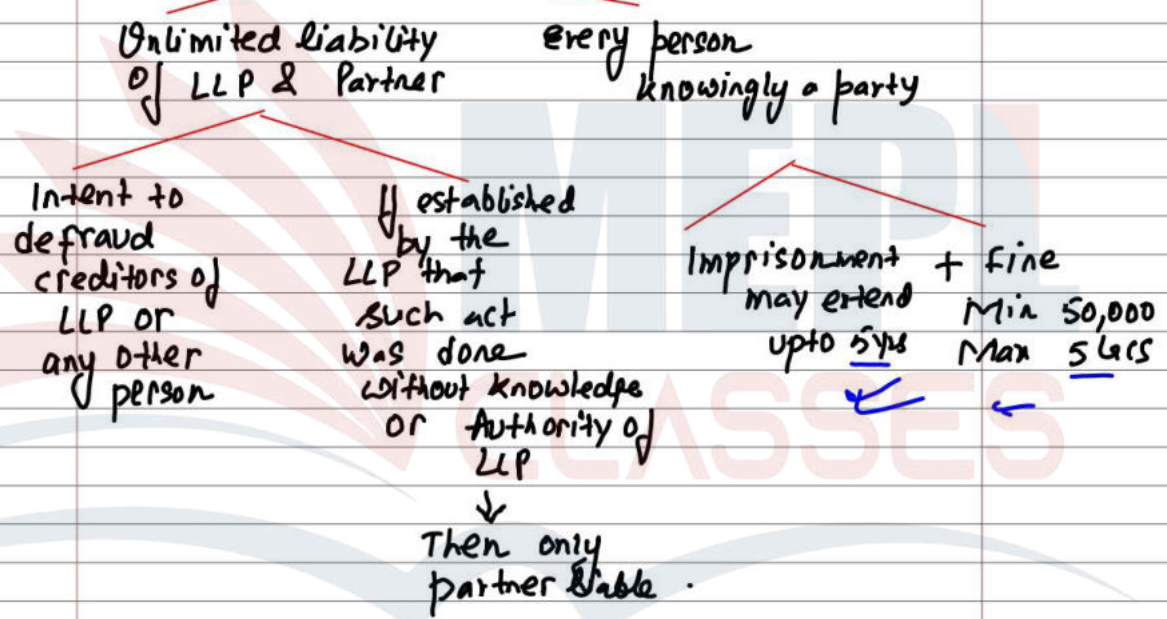 Unlimited liability
Of LLP & Partner
Every person
knowingly a party
Intent to
defraud
creditors of
LLP or
any other
person
If established
by the
LLP that
such act
was done
without knowledge
or Authority of
LLP
↓
Then only
partner liable .
Imprisonment
may extend
upto 5yrs
+ fine
Min 50,000
Max 5 Lacs
MEPL
CLASSES